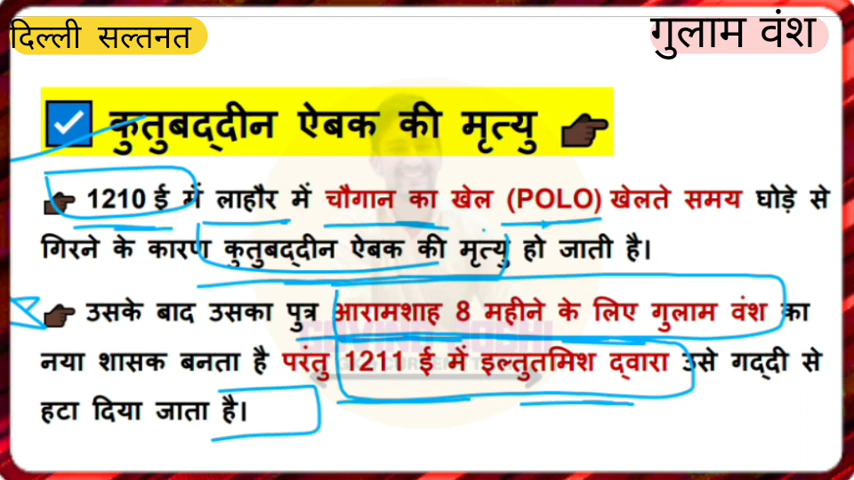 दिल्ली सल्तनत
गुलाम वंश
कुतुबद्दीन ऐबक की मृत्यु
1210 ई में लाहौर में चौगान का खेल (POLO) खेलते समय घोड़े से
गिरने के कारण कुतुबद्दीन ऐबक की मृत्यु हो जाती है।
उसके बाद उसका पुत्र आरामशाह 8 महीने के लिए गुलाम वंश का
नया शासक बनता है परंतु 1211 ई में इल्तुतमिश द्वारा उसे गद्दी से
हटा दिया जाता है।